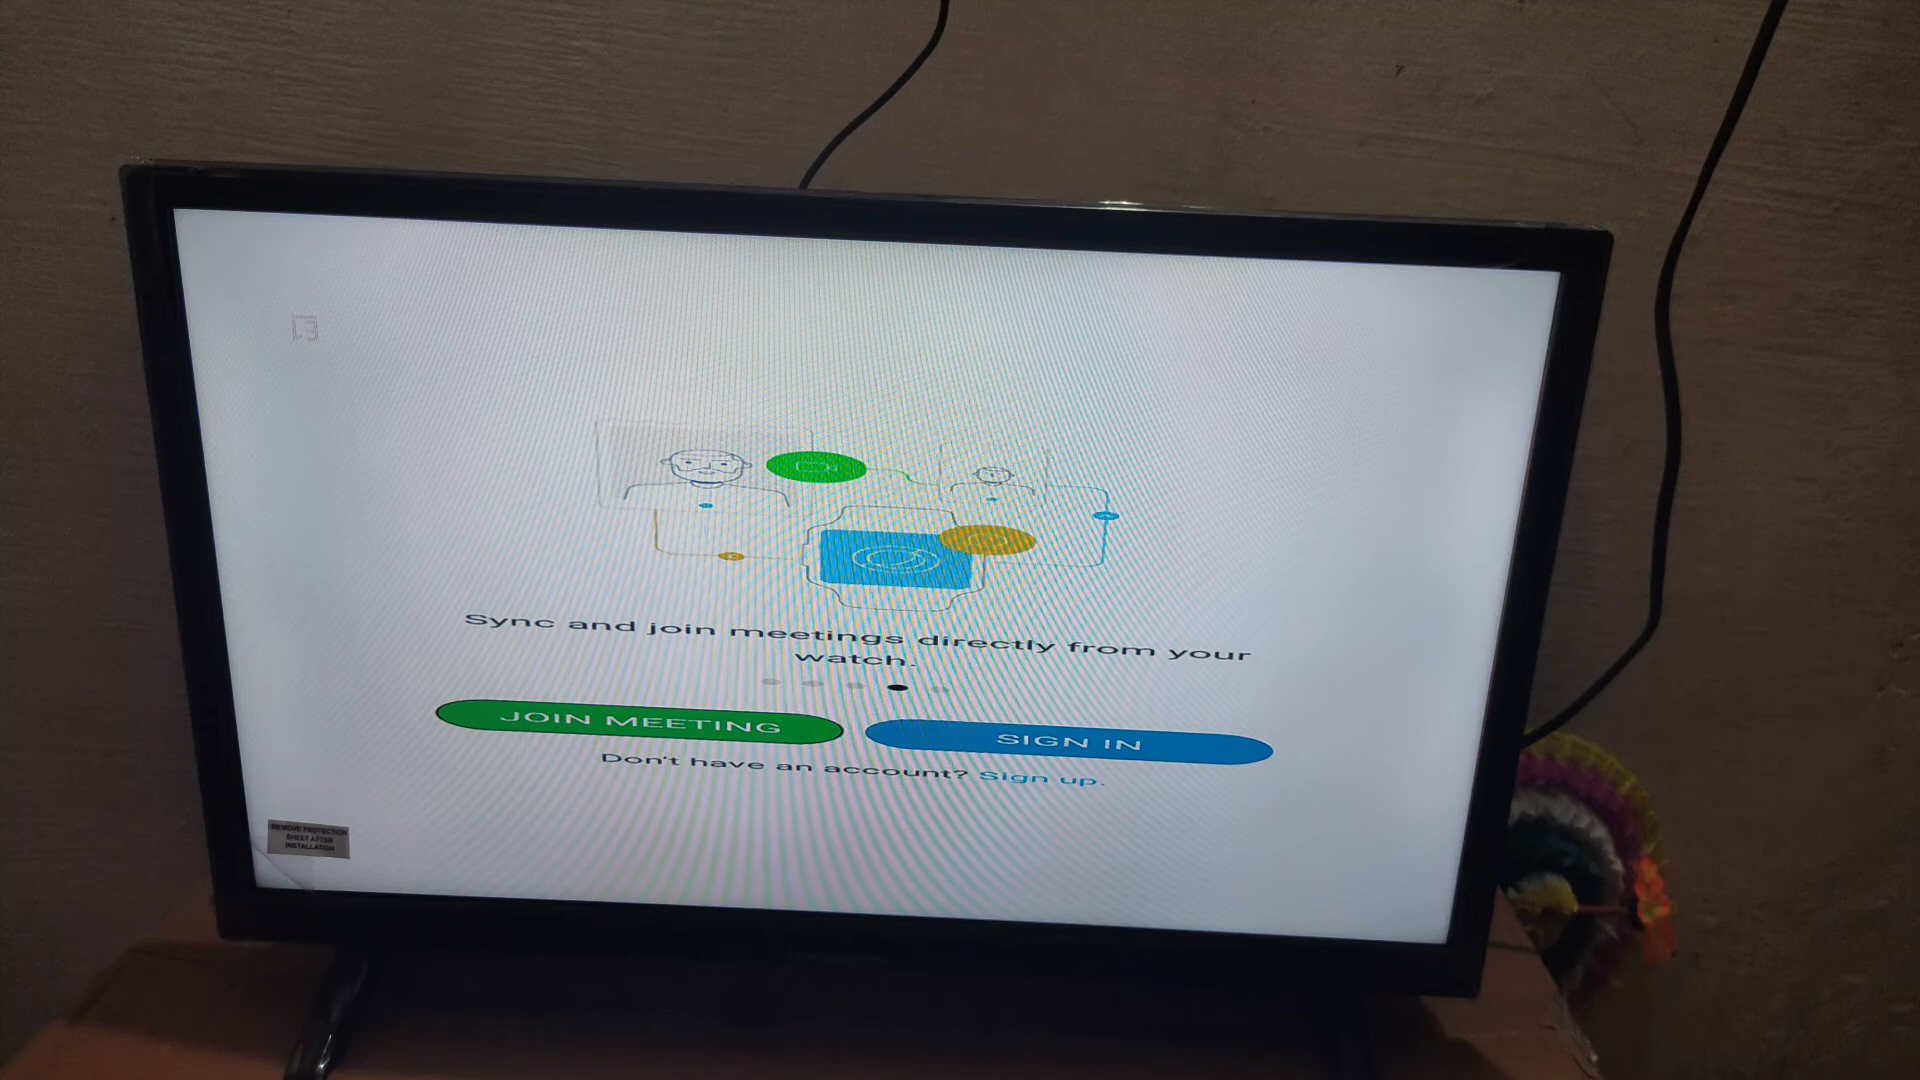 Sync and join meetings directly from your
watch.
JOIN MEETING
SIGN IN
Don't have an account? Sign up.
REMOVE PROTECTION
SHEET AFTER
INSTALLATION